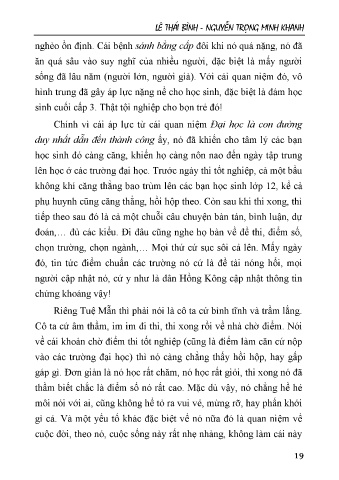 LÊ THÁI BÌNH - NGUYỄN TRỌNG MINH KHANH
nghèo ổn định. Cái bệnh sánh hằng cấp đôi khi nó quá nặng, nó đã
ăn quá sâu vào suy nghĩ của nhiều người, đặc biệt là mấy người
sống đã lâu năm (người lớn, người già). Với cái quan niệm đó, vô
hình trung đã gây áp lực nặng nề cho học sinh, đặc biệt là đám học
sinh cuối cấp 3. Thật tội nghiệp cho bọn trẻ đó!
Chính vì cái áp lực từ cái quan niệm Đại học là con đường
duy nhất dẫn đến thành công ấy, nó đã khiến cho tâm lý các bạn
học sinh đó càng căng, khiến họ càng nôn nao đến ngày tập trung
lên học ở các trường đại học. Trước ngày thi tốt nghiệp, cả một bầu
không khí căng thẳng bao trùm lên các bạn học sinh lớp 12, kể cả
phụ huynh cũng căng thẳng, hồi hộp theo. Còn sau khi thi xong, thì
tiếp theo sau đó là cả một chuỗi câu chuyện bàn tán, bình luận, dự
đoán,… đủ các kiểu. Đi đâu cũng nghe họ bàn về đề thi, điểm số,
chọn trường, chọn ngành,… Mọi thứ cứ sục sôi cả lên. Mấy ngày
đó, tin tức điểm chuẩn các trường nó cứ là đề tài nóng hổi, mọi
người cập nhật nó, cứ y như là dân Hồng Kông cập nhật thông tin
chứng khoáng vậy!
Riêng Tuệ Mẫn thì phải nói là cô ta cứ bình tĩnh và trầm lắng.
Cô ta cứ âm thầm, im im đi thi, thi xong rồi về nhà chờ điểm. Nói
về cái khoản chờ điểm thi tốt nghiệp (cũng là điểm làm căn cứ nộp
vào các trường đại học) thì nó càng chẳng thấy hồi hộp, hay gấp
gáp gì. Đơn giản là nó học rất chăm, nó học rất giỏi, thi xong nó đã
thầm biết chắc là điểm số nó rất cao. Mặc dù vậy, nó chẳng hề hé
môi nói với ai, cũng không hề tỏ ra vui vẻ, mừng rỡ, hay phấn khởi
gì cả. Và một yếu tố khác đặc biệt về nó nữa đó là quan niệm về
cuộc đời, theo nó, cuộc sống này rất nhẹ nhàng, không làm cái này
19